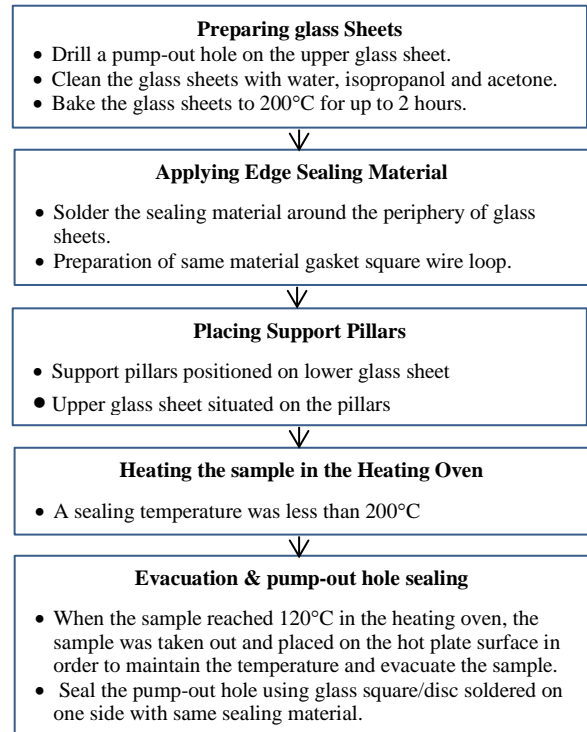 Preparing glass Sheets
• Drill a pump-out hole on the upper glass sheet.
• Clean the glass sheets with water, isopropanol and acetone.
• Bake the glass sheets to 200°C for up to 2 hours.
Applying Edge Sealing Material
• Solder the sealing material around the periphery of glass
sheets.
• Preparation of same material gasket square wire loop.
Placing Support Pillars
• Support pillars positioned on lower glass sheet
• Upper glass sheet situated on the pillars
Heating the sample in the Heating Oven
• A sealing temperature was less than 200°C
Evacuation & pump-out hole sealing
• When the sample reached 120°C in the heating oven, the
sample was taken out and placed on the hot plate surface in
order to maintain the temperature and evacuate the sample.
• Seal the pump-out hole using glass square/disc soldered on
one side with same sealing material.